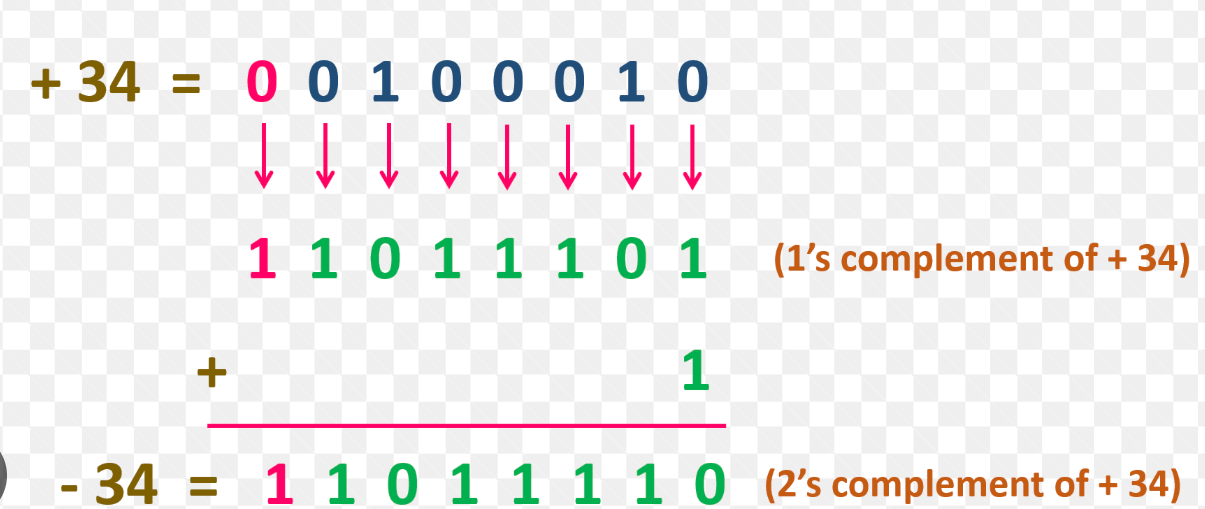 + 34 = 0 0 1 0 0 0 1 0
1 1 0 1 1 1 0 1 (1’s complement of + 34)
+ 1
- 34 = 1 1 0 1 1 1 1 0 (2’s complement of + 34)